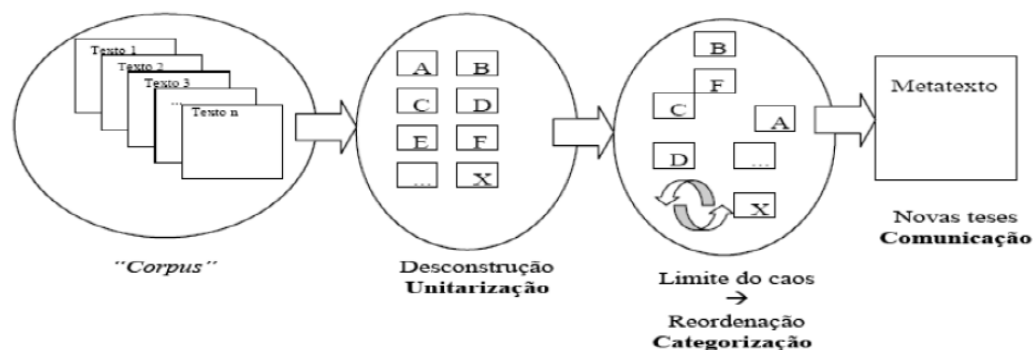 Texto 1
Texto 2
Texto 3
...
Texto n
"Corpus"
A B
C D
E F
... X
Desconstrução
Unitarização
B
F
C
A
D ...
X
Limite do caos
→
Reordenação
Categorização
Metatexto
Novas teses
Comunicação